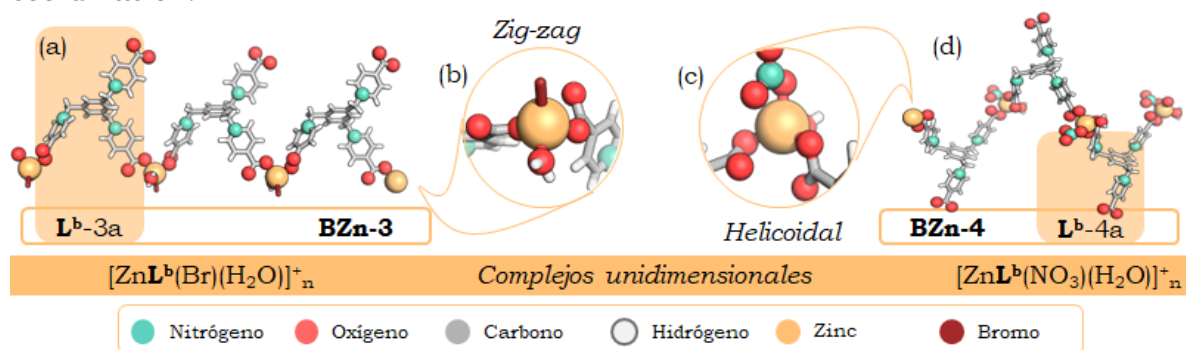 (a)
Zig-zag
(b)
(c)
(d)
Lᵇ-3a
BZn-3
Helicoidal
BZn-4
Lᵇ-4a
[ZnLᵇ(Br)(H₂O)]⁺ₙ
Complejos unidimensionales
[ZnLᵇ(NO₃)(H₂O)]⁺ₙ
Nitrógeno Oxígeno Carbono Hidrógeno Zinc Bromo